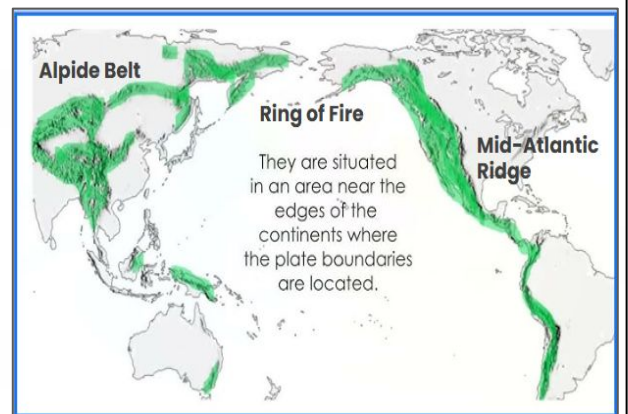 Alpide Belt
Ring of Fire
They are situated
in an area near the
edges of the
continents where
the plate boundaries
are located.
Mid-Atlantic
Ridge